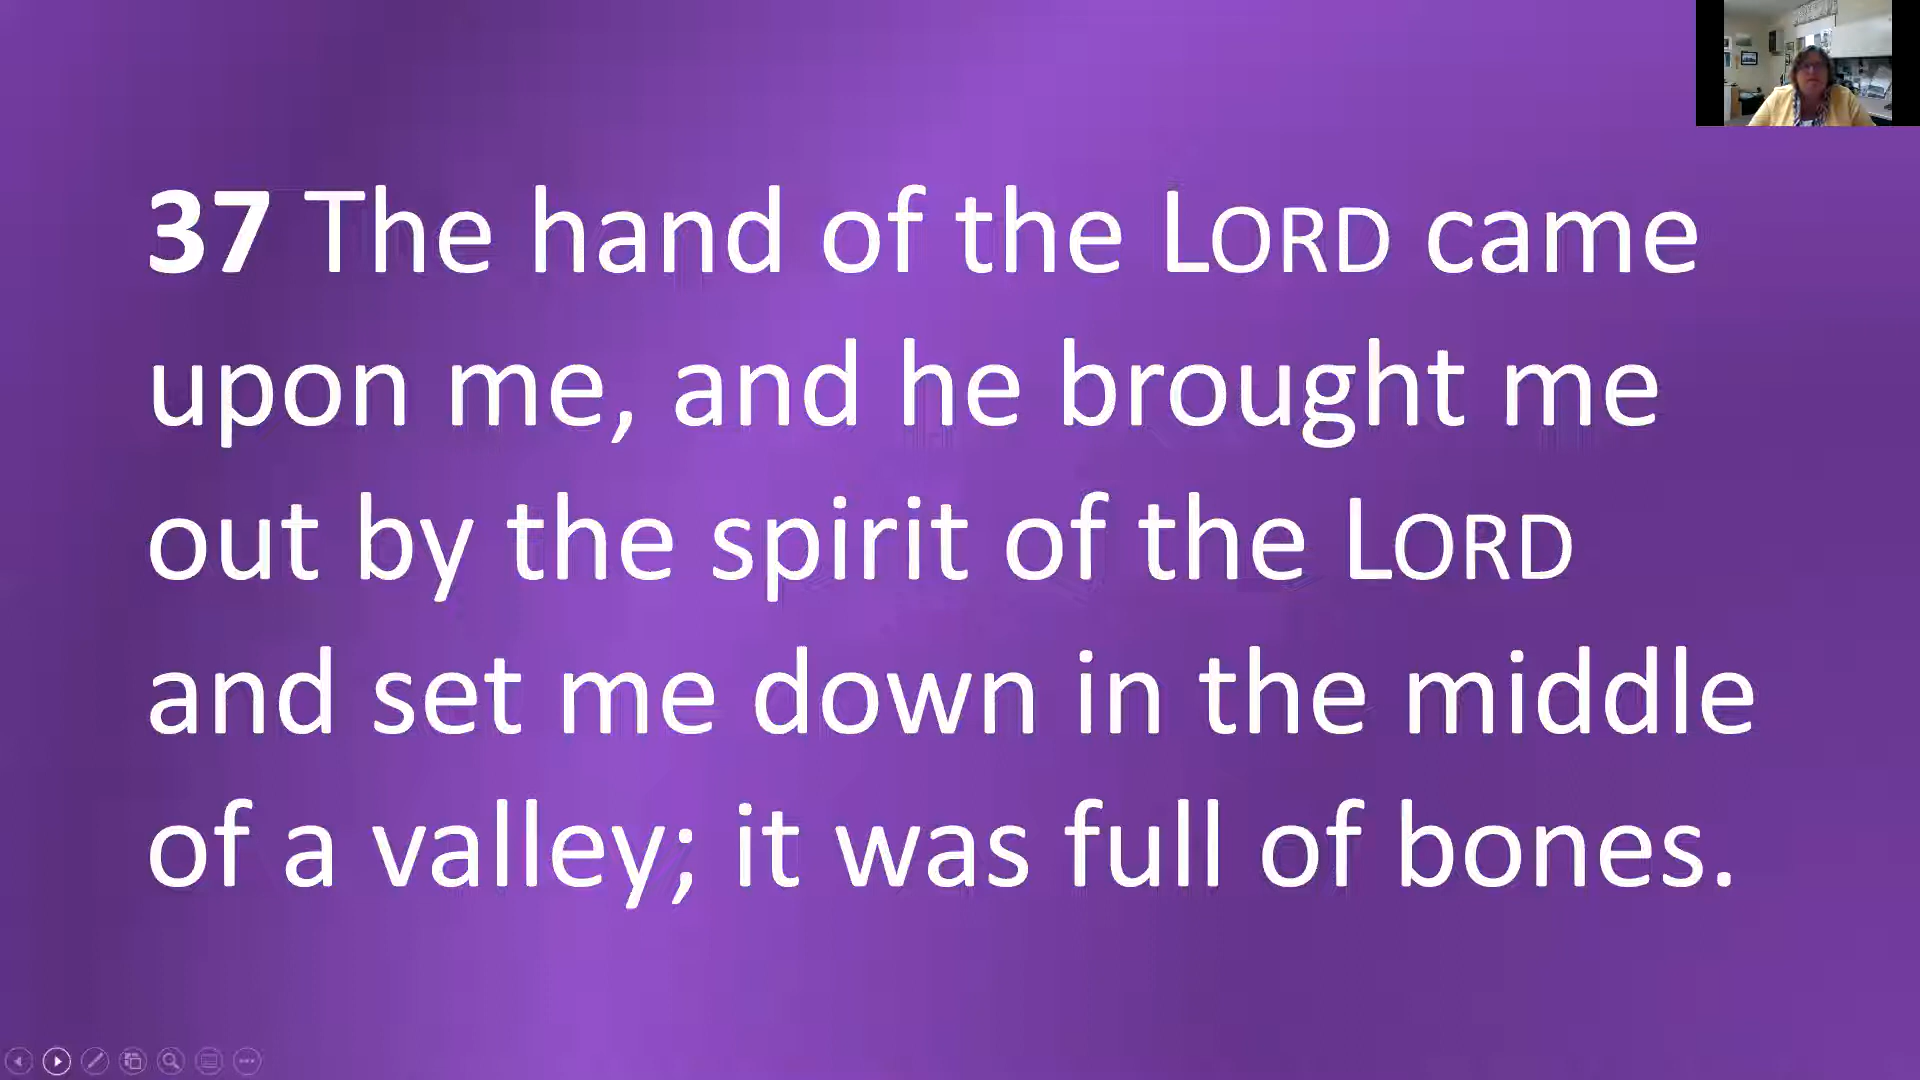 37 The hand of the LORD came
upon me, and he brought me
out by the spirit of the LORD
and set me down in the middle
of a valley; it was full of bones.